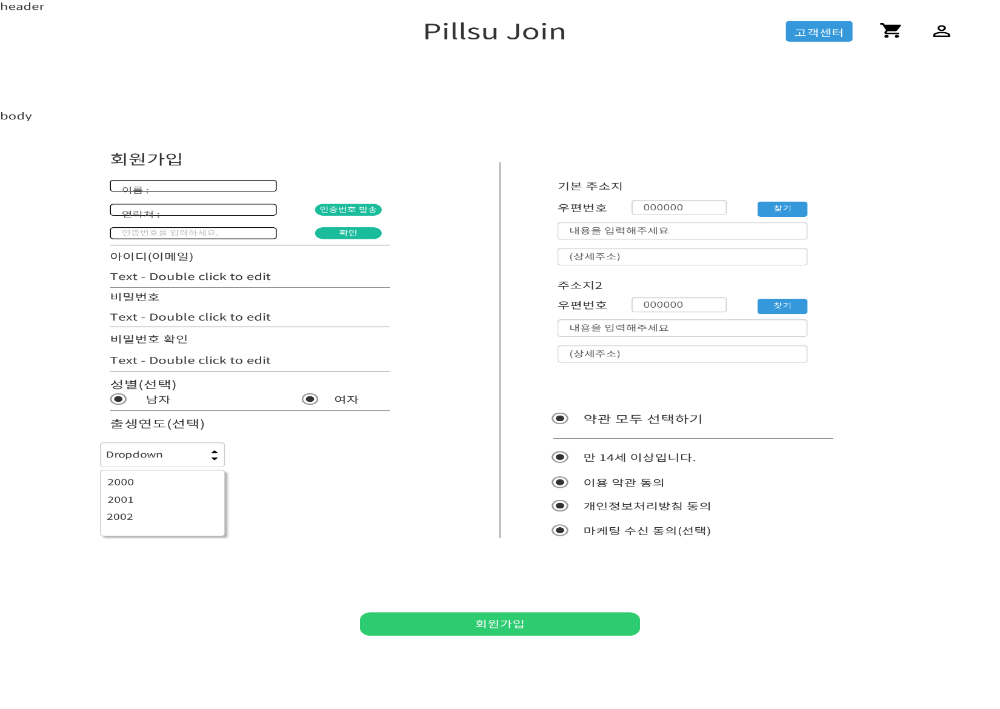 header
Pillsu Join
고객센터
body
회원가입
이름 :
연락처 :
인증번호 발송
인증번호를 입력하세요.
확인
아이디(이메일)
Text - Double click to edit
비밀번호
Text - Double click to edit
비밀번호 확인
Text - Double click to edit
성별(선택)
남자
여자
출생연도(선택)
Dropdown
2000
2001
2002
기본 주소지
우편번호
000000
찾기
내용을 입력해주세요
(상세주소)
주소지2
우편번호
000000
찾기
내용을 입력해주세요
(상세주소)
약관 모두 선택하기
만 14세 이상입니다.
이용 약관 동의
개인정보처리방침 동의
마케팅 수신 동의(선택)
회원가입